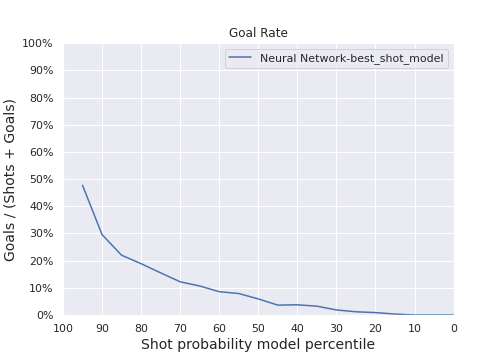 Goal Rate
100%
90%
80%
70%
60%
50%
40%
30%
20%
10%
0%
Goals / (Shots + Goals)
Neural Network-best_shot_model
100 90 80 70 60 50 40 30 20 10 0
Shot probability model percentile